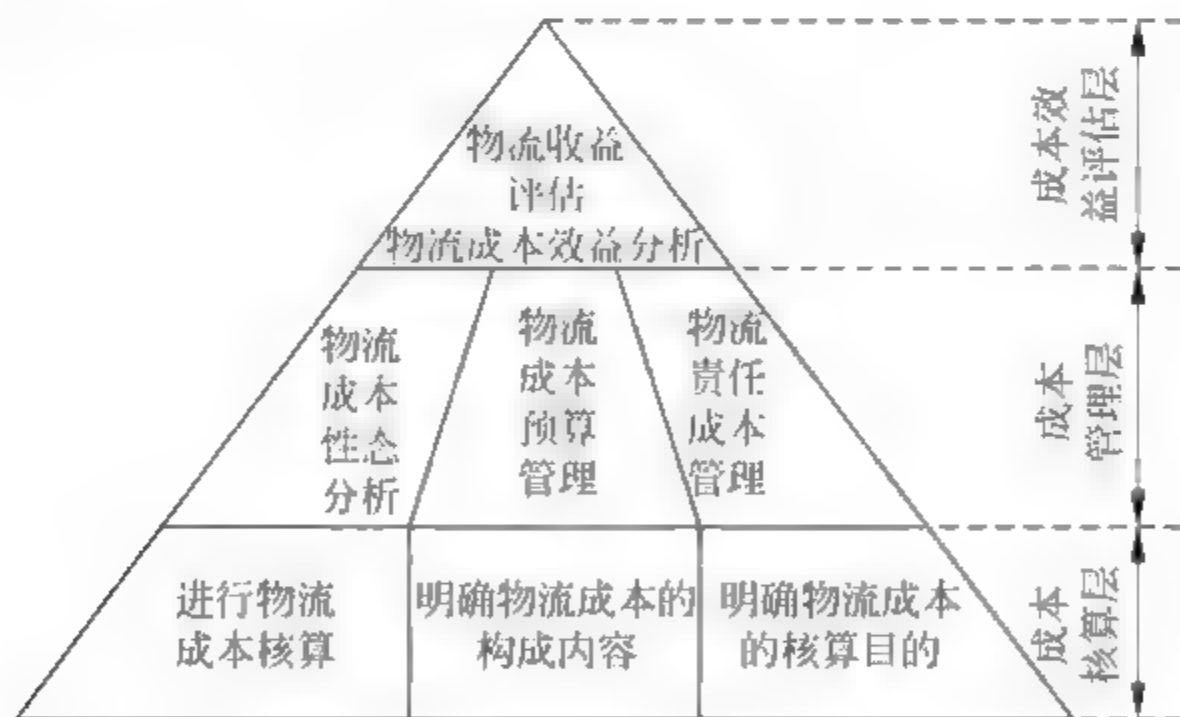 物流收益
评估
物流成本效益分析
成本效
益评估层
物流
成本
性态
分析
物流
成本
预算
管理
物流
责任
成本
管理
成本
管理层
进行物流
成本核算
明确物流成本的
构成内容
明确物流成本
的核算目的
成本
核算层